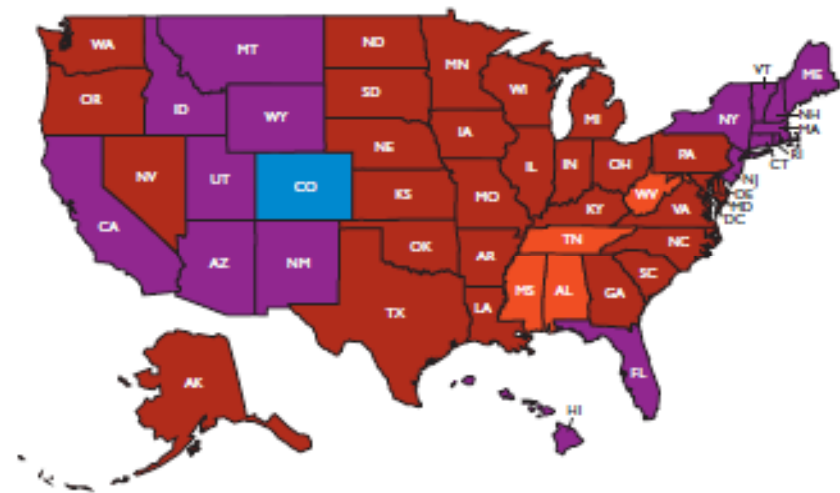 WA
MT
ND
MN
VT
ME
OR
ID
SD
WI
MI
NY
NH
MA
RI
CT
WY
NE
IA
PA
NV
UT
CO
KS
MO
IL
IN
OH
WV
VA
NJ
DE
MD
DC
CA
KY
AZ
NM
OK
AR
TN
NC
SC
TX
LA
MS
AL
GA
AK
FL
HI